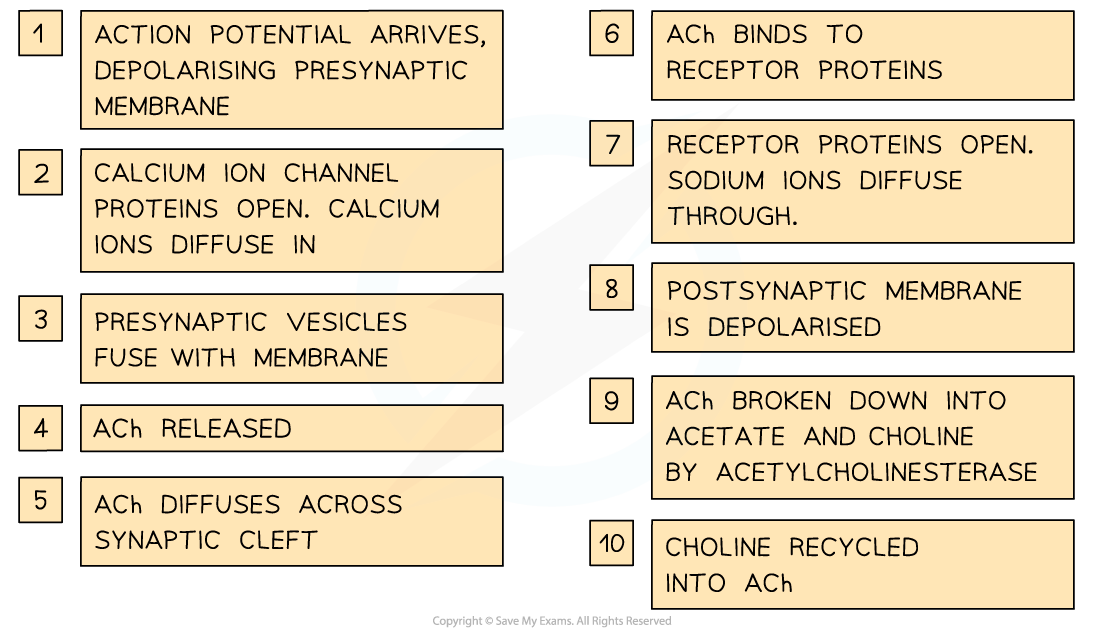 1
ACTION POTENTIAL ARRIVES,
DEPOLARISING PRESYNAPTIC
MEMBRANE
2
CALCIUM ION CHANNEL
PROTEINS OPEN. CALCIUM
IONS DIFFUSE IN
3
PRESYNAPTIC VESICLES
FUSE WITH MEMBRANE
4
ACh RELEASED
5
ACh DIFFUSES ACROSS
SYNAPTIC CLEFT
6
ACh BINDS TO
RECEPTOR PROTEINS
7
RECEPTOR PROTEINS OPEN.
SODIUM IONS DIFFUSE
THROUGH.
8
POSTSYNAPTIC MEMBRANE
IS DEPOLARISED
9
ACh BROKEN DOWN INTO
ACETATE AND CHOLINE
BY ACETYLCHOLINESTERASE
10
CHOLINE RECYCLED
INTO ACh
Copyright © Save My Exams. All Rights Reserved